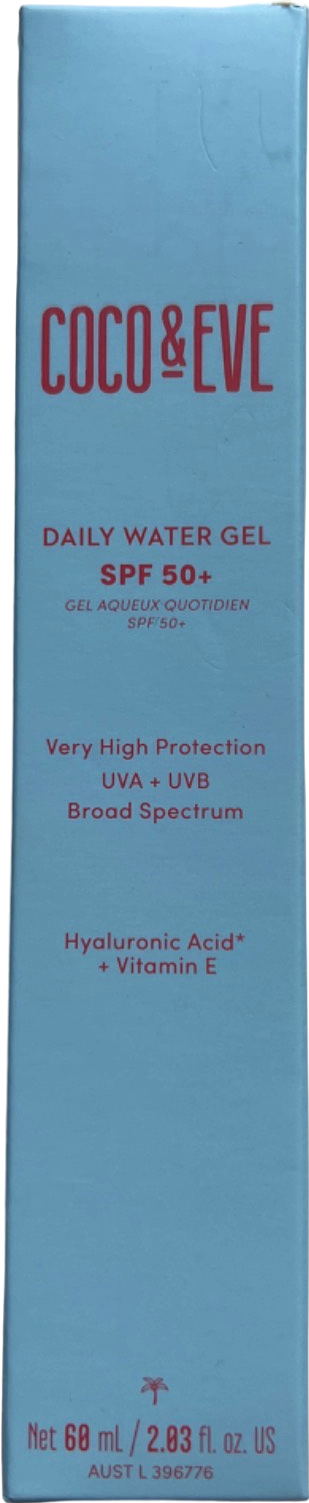 COCO & EVE
DAILY WATER GEL
SPF 50+
GEL AQUEUX QUOTIDIEN
SPF 50+
Very High Protection
UVA + UVB
Broad Spectrum
Hyaluronic Acid*
+ Vitamin E
Net 60 mL / 2.03 fl. oz. US
AUST L 396776